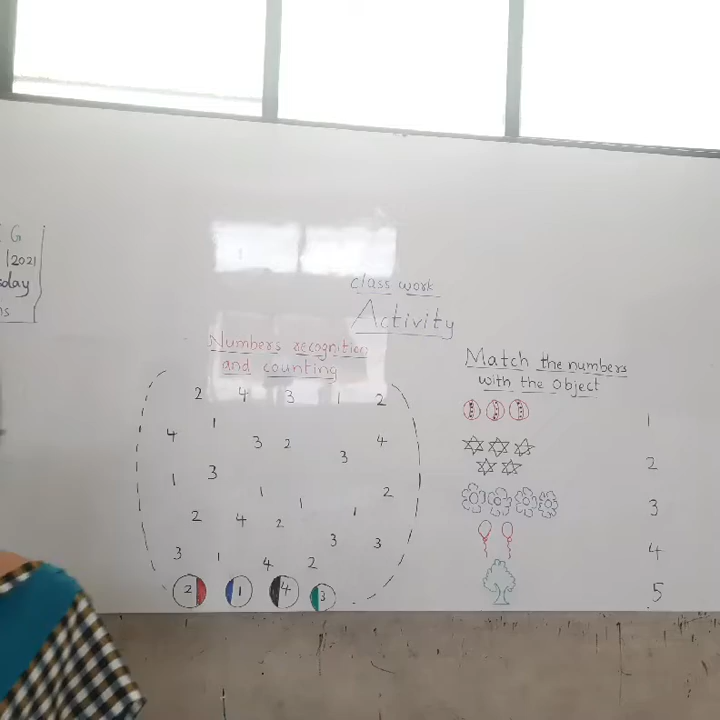 G
/2021
sday
class work
Activity
Numbers recognition
and counting
2 4 3 1 2
1
4 3 2 4
3
1 3
1 2
1 1
2 4 2
3 3
3 1 4 2
2 1 4 3
Match the numbers
with the object
1
2
3
4
5